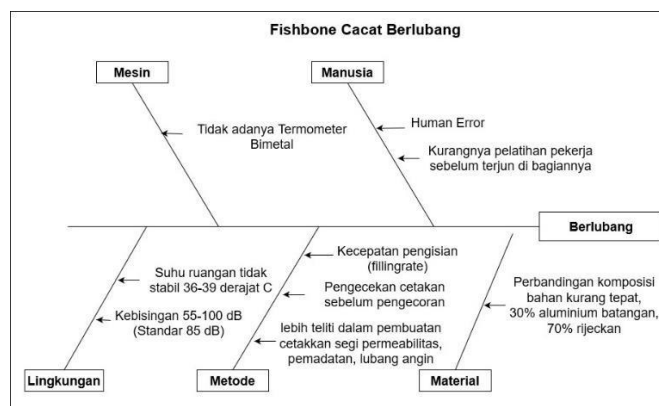 Fishbone Cacat Berlubang
Mesin
Manusia
Tidak adanya Termometer
Bimetal
Human Error
Kurangnya pelatihan pekerja
sebelum terjun di bagiannya
Berlubang
Suhu ruangan tidak
stabil 36-39 derajat C
Kebisingan 55-100 dB
(Standar 85 dB)
Kecepatan pengisian
(fillingrate)
Pengecekan cetakan
sebelum pengecoran
lebih teliti dalam pembuatan
cetakkan segi permeabilitas,
pemadatan, lubang angin
Perbandingan komposisi
bahan kurang tepat,
30% aluminium batangan,
70% rijeckan
Lingkungan
Metode
Material